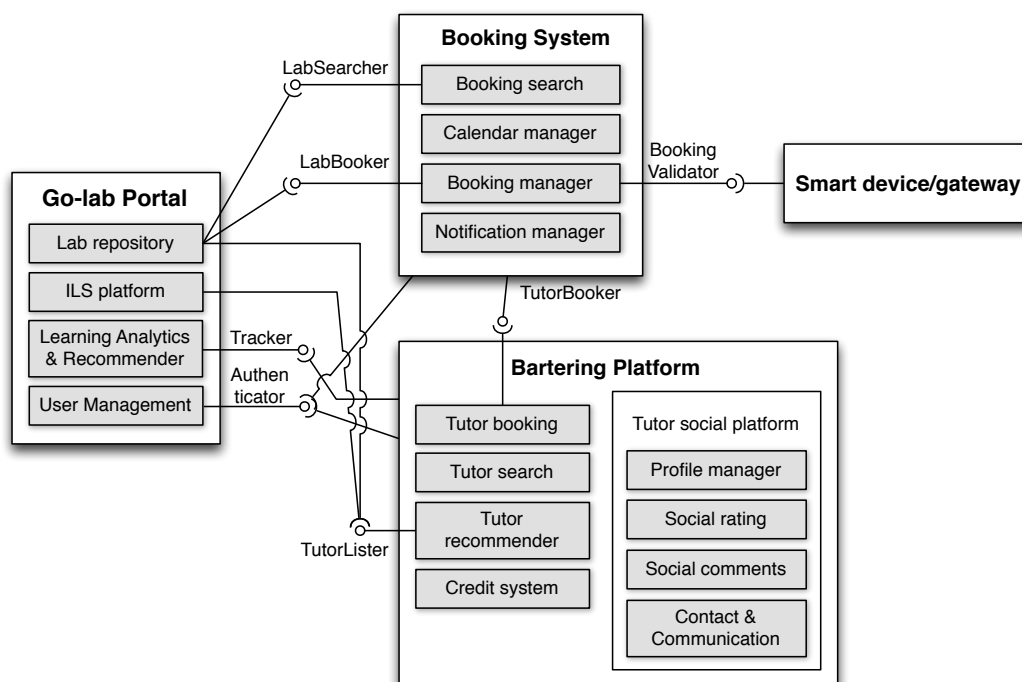 Booking System
LabSearcher
Booking search
Calendar manager
LabBooker
Booking manager
Notification manager
Booking
Validator
Smart device/gateway
Go-lab Portal
Lab repository
ILS platform
Learning Analytics
& Recommender
User Management
Tracker
Authen
ticator
TutorBooker
TutorLister
Bartering Platform
Tutor booking
Tutor search
Tutor
recommender
Credit system
Tutor social platform
Profile manager
Social rating
Social comments
Contact &
Communication